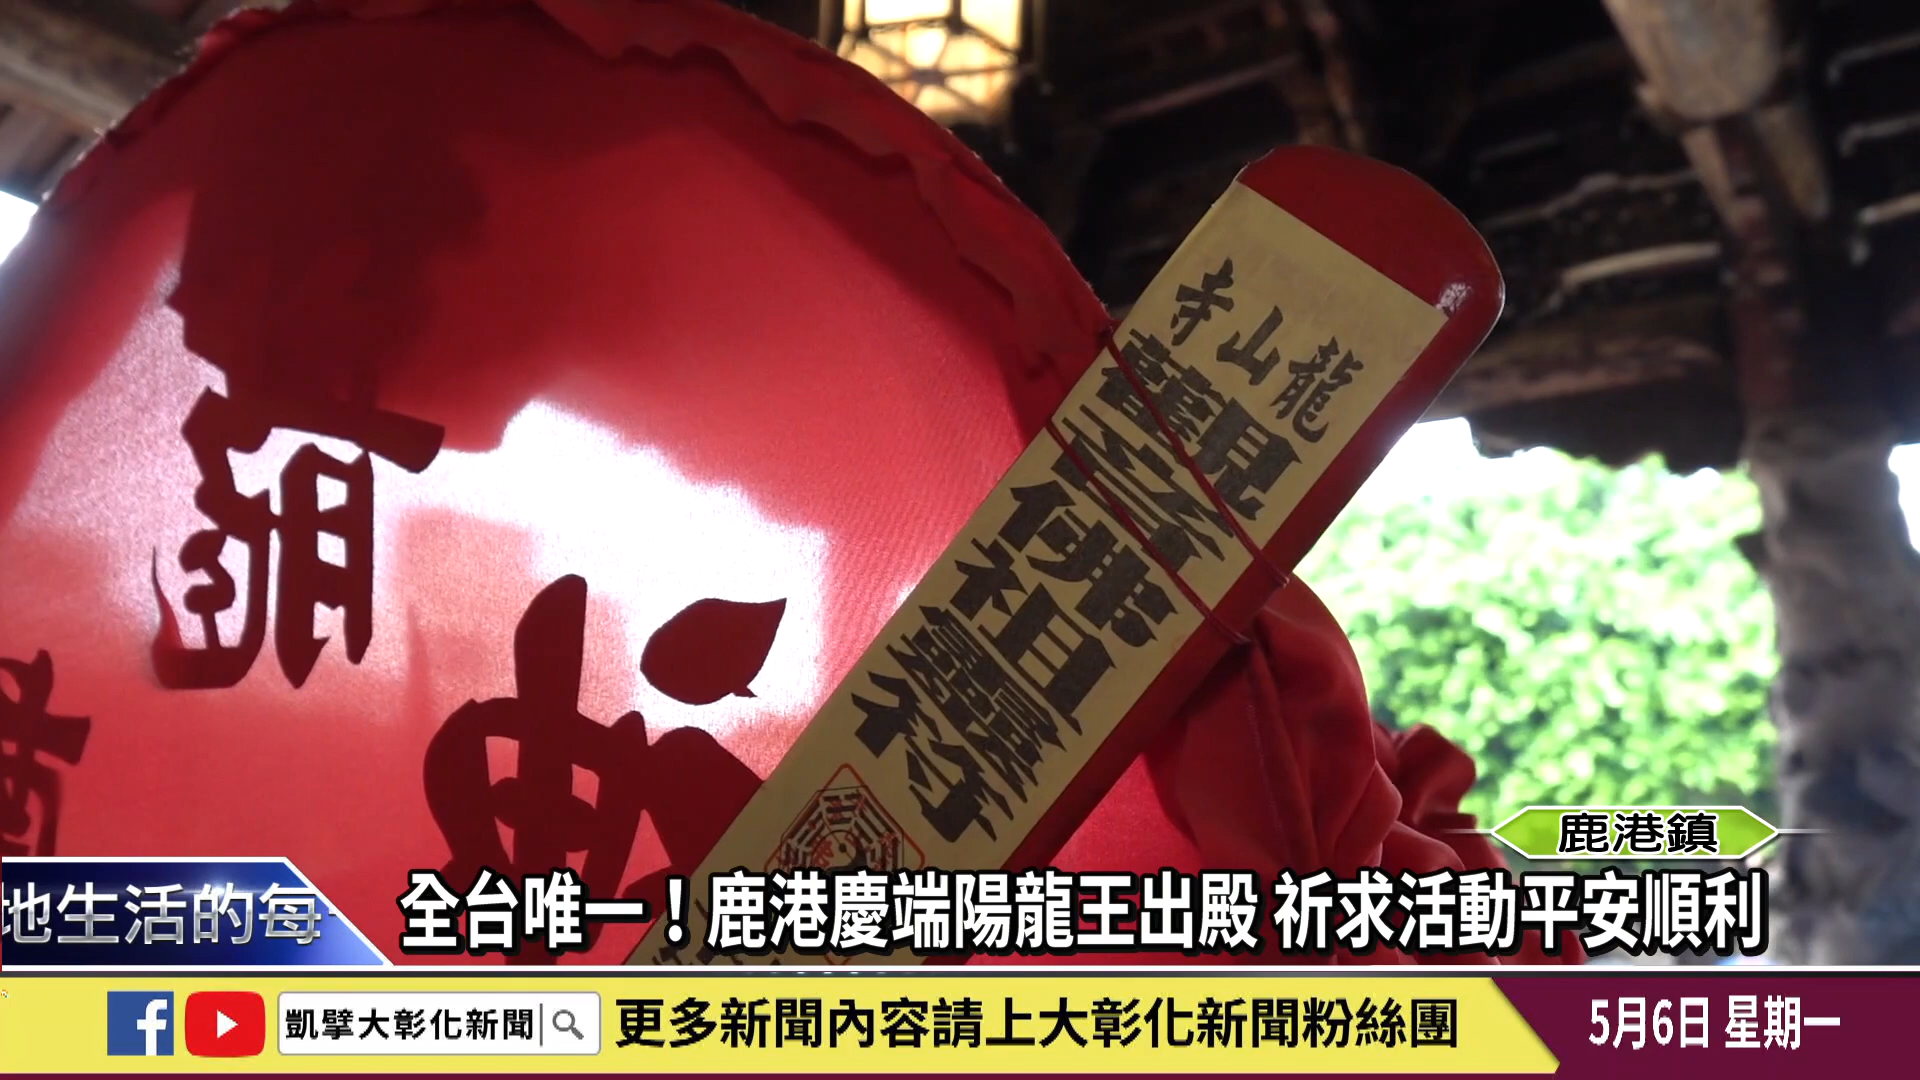 龍山寺
觀音佛祖靈符
鹿港鎮
地生活的每
全台唯一！鹿港慶端陽龍王出殿 祈求活動平安順利
凱擘大彰化新聞
更多新聞內容請上大彰化新聞粉絲團
5月6日 星期一